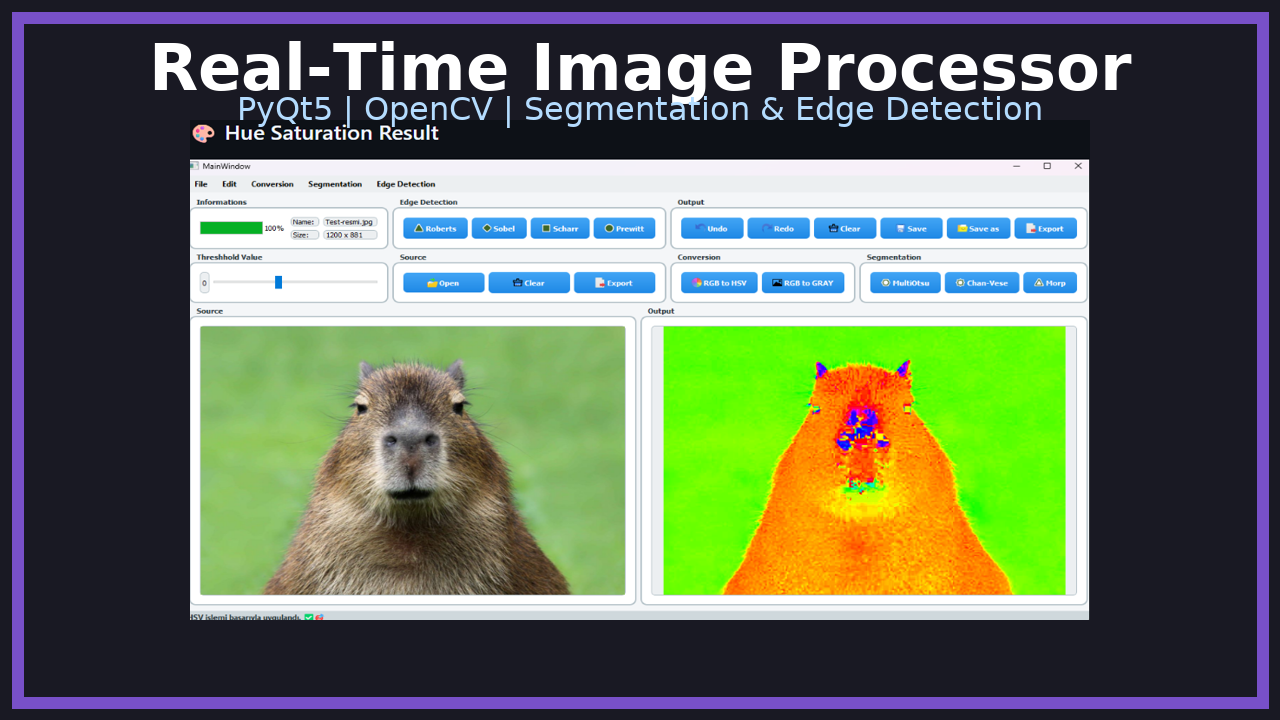 Real-Time Image Processor
PyQt5 | OpenCV | Segmentation & Edge Detection
Hue Saturation Result
MainWindow
File Edit Conversion Segmentation Edge Detection
Informations
100%
Name: Test-resmi.jpg
Size: 1200 x 881
Edge Detection
Roberts Sobel Scharr Prewitt
Output
Undo Redo Clear Save Save as Export
Threshhold Value
0
Source
Open Clear Export
Conversion
RGB to HSV RGB to GRAY
Segmentation
MultiOtsu Chan-Vese Morp
Source
Output
HSV işlemi başarıyla uygulandı.